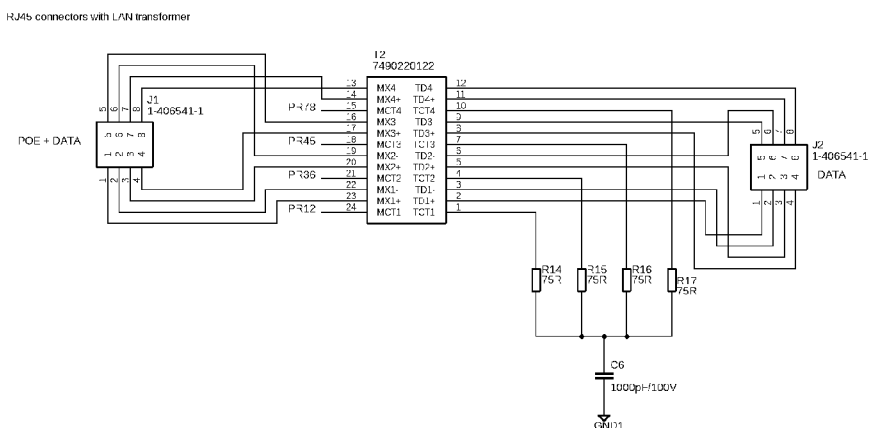 RJ45 connectors with LAN transformer
T2
7490220122
13 MX4 TD4 12
14 MX4+ TD4+ 11
PR78 15 MCT4 TCT4 10
16 MX3 TD3 9
17 MX3+ TD3+ 8
PR45 18 MCT3 TCT3 7
19 MX2- TD2- 6
20 MX2+ TD2+ 5
PR36 21 MCT2 TCT2 4
22 MX1- TD1- 3
23 MX1+ TD1+ 2
PR12 24 MCT1 TCT1 1
5 6 7 8
J1
1-406541-1
5 6 7 8
1 2 3 4
1 2 3 4
POE + DATA
5 6 7 8
J2
1-406541-1
5 6 7 8
1 2 3 4
1 2 3 4
DATA
R14
75R
R15
75R
R16
75R
R17
75R
C6
1000pF/100V
GND1